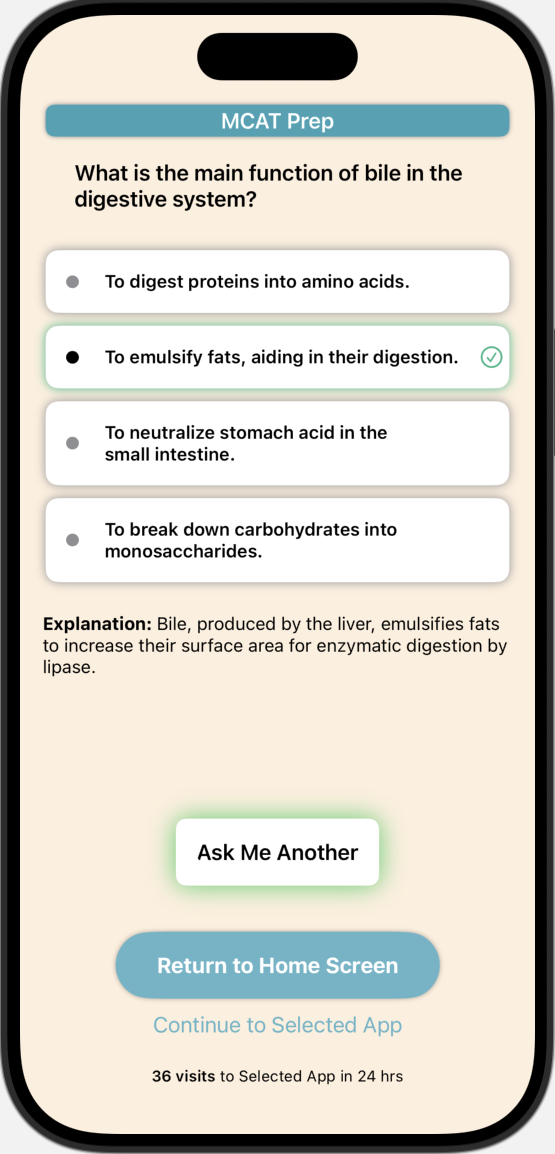 MCAT Prep
What is the main function of bile in the
digestive system?
To digest proteins into amino acids.
To emulsify fats, aiding in their digestion.
To neutralize stomach acid in the
small intestine.
To break down carbohydrates into
monosaccharides.
Explanation: Bile, produced by the liver, emulsifies fats
to increase their surface area for enzymatic digestion by
lipase.
Ask Me Another
Return to Home Screen
Continue to Selected App
36 visits to Selected App in 24 hrs